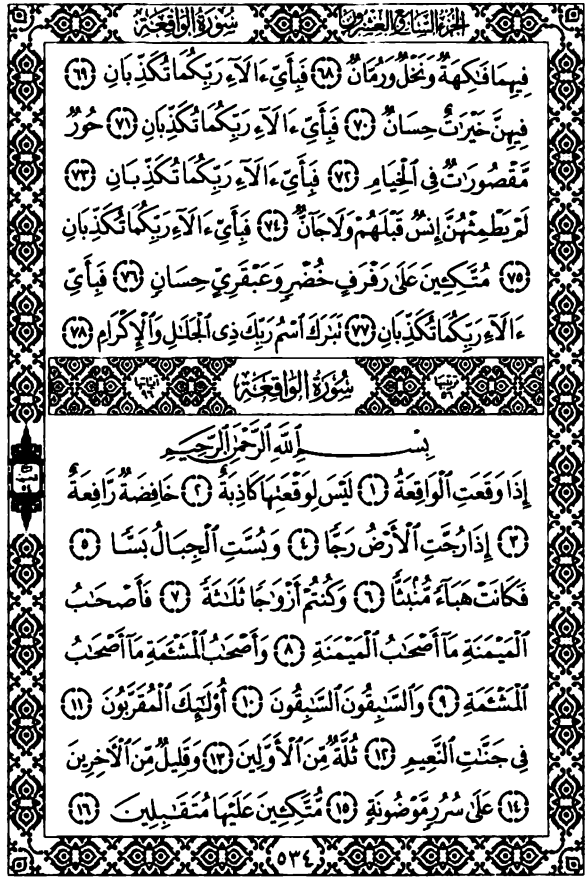 الجزء السابع والعشرون سورة الواقعة
فِيهِمَا فَٰكِهَةٌ وَنَخْلٌ وَرُمَّانٌ ٦٨ فَبِأَيِّ ءَالَآءِ رَبِّكُمَا تُكَذِّبَانِ ٦٩
فِيهِنَّ خَيْرَٰتٌ حِسَانٌ ٧٠ فَبِأَيِّ ءَالَآءِ رَبِّكُمَا تُكَذِّبَانِ ٧١ حُورٌ
مَّقْصُورَٰتٌ فِى ٱلْخِيَامِ ٧٢ فَبِأَيِّ ءَالَآءِ رَبِّكُمَا تُكَذِّبَانِ ٧٣
لَمْ يَطْمِثْهُنَّ إِنسٌ قَبْلَهُمْ وَلَا جَآنٌّ ٧٤ فَبِأَيِّ ءَالَآءِ رَبِّكُمَا تُكَذِّبَانِ
٧٥ مُتَّكِـِٔينَ عَلَىٰ رَفْرَفٍ خُضْرٍ وَعَبْقَرِيٍّ حِسَانٍ ٧٦ فَبِأَيِّ
ءَالَآءِ رَبِّكُمَا تُكَذِّبَانِ ٧٧ تَبَٰرَكَ ٱسْمُ رَبِّكَ ذِى ٱلْجَلَٰلِ وَٱلْإِكْرَامِ ٧٨
ترتيبها ٥٦ سُورَةُ الوَاقِعَةِ آياتها ٩٦
بِسْمِ ٱللَّهِ ٱلرَّحْمَٰنِ ٱلرَّحِيمِ
إِذَا وَقَعَتِ ٱلْوَاقِعَةُ ١ لَيْسَ لِوَقْعَتِهَا كَاذِبَةٌ ٢ خَافِضَةٌ رَّافِعَةٌ
٣ إِذَا رُجَّتِ ٱلْأَرْضُ رَجًّا ٤ وَبُسَّتِ ٱلْجِبَالُ بَسًّا ٥
فَكَانَتْ هَبَآءً مُّنۢبَثًّا ٦ وَكُنتُمْ أَزْوَٰجًا ثَلَٰثَةً ٧ فَأَصْحَٰبُ
ٱلْمَيْمَنَةِ مَآ أَصْحَٰبُ ٱلْمَيْمَنَةِ ٨ وَأَصْحَٰبُ ٱلْمَشْـَٔمَةِ مَآ أَصْحَٰبُ
ٱلْمَشْـَٔمَةِ ٩ وَٱلسَّٰبِقُونَ ٱلسَّٰبِقُونَ ١٠ أُو۟لَٰٓئِكَ ٱلْمُقَرَّبُونَ ١١
فِى جَنَّٰتِ ٱلنَّعِيمِ ١٢ ثُلَّةٌ مِّنَ ٱلْأَوَّلِينَ ١٣ وَقَلِيلٌ مِّنَ ٱلْءَاخِرِينَ
١٤ عَلَىٰ سُرُرٍ مَّوْضُونَةٍ ١٥ مُّتَّكِـِٔينَ عَلَيْهَا مُتَقَٰبِلِينَ ١٦
٥٣٤